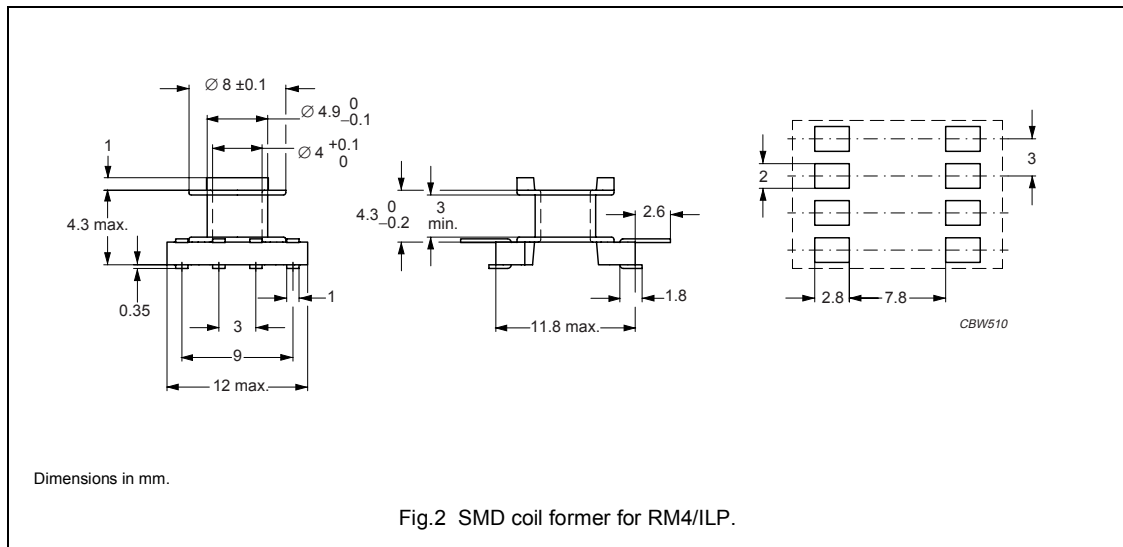 ∅ 8 ±0.1
∅ 4.9 0 −0.1
∅ 4 +0.1 0
1
4.3 max.
0.35
3
9
12 max.
1
4.3 0 −0.2
3 min.
2.6
1.8
11.8 max.
3
2
2.8
7.8
CBW510
Dimensions in mm.
Fig.2 SMD coil former for RM4/ILP.